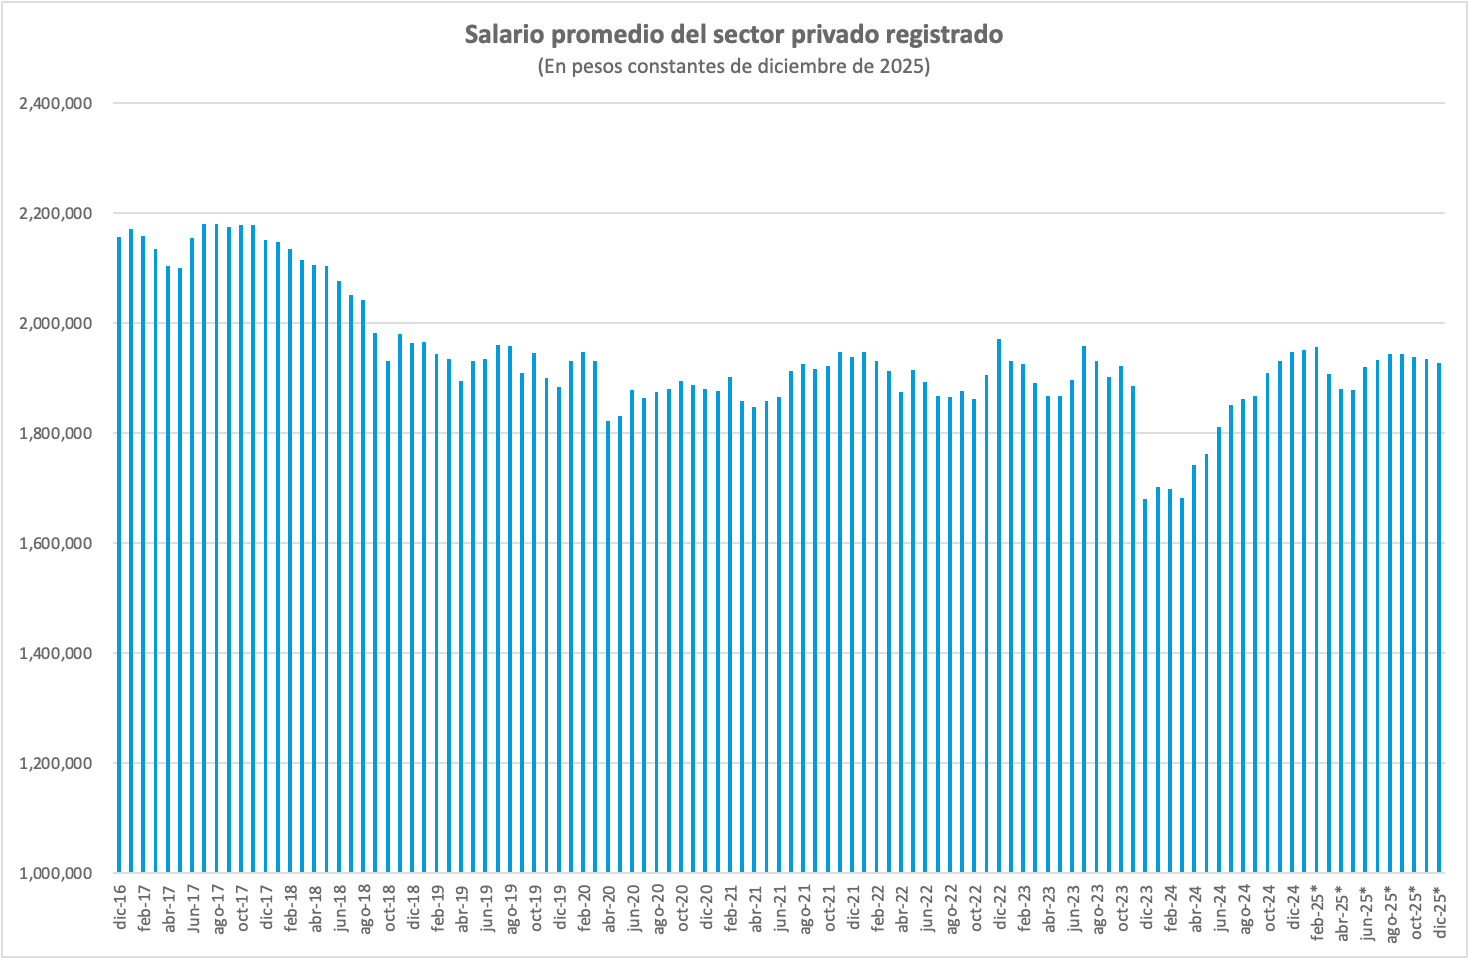 Salario promedio del sector privado registrado
(En pesos constantes de diciembre de 2025)
2,400,000
2,200,000
2,000,000
1,800,000
1,600,000
1,400,000
1,200,000
1,000,000
dic-16
feb-17
abr-17
jun-17
ago-17
oct-17
dic-17
feb-18
abr-18
jun-18
ago-18
oct-18
dic-18
feb-19
abr-19
jun-19
ago-19
oct-19
dic-19
feb-20
abr-20
jun-20
ago-20
oct-20
dic-20
feb-21
abr-21
jun-21
ago-21
oct-21
dic-21
feb-22
abr-22
jun-22
ago-22
oct-22
dic-22
feb-23
abr-23
jun-23
ago-23
oct-23
dic-23
feb-24
abr-24
jun-24
ago-24
oct-24
dic-24
feb-25*
abr-25*
jun-25*
ago-25*
oct-25*
dic-25*